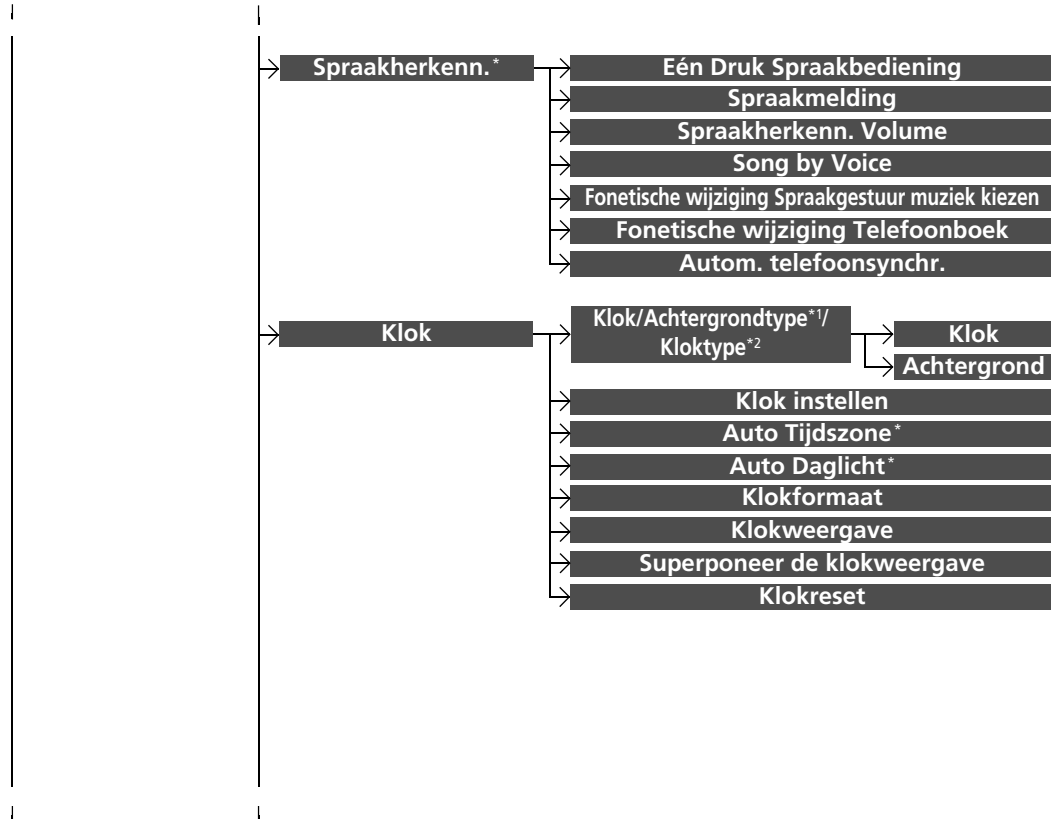 Spraakherkenn.*
Eén Druk Spraakbediening
Spraakmelding
Spraakherkenn. Volume
Song by Voice
Fonetische wijziging Spraakgestuur muziek kiezen
Fonetische wijziging Telefoonboek
Autom. telefoonsynchr.
Klok
Klok/Achtergrondtype*1/
Kloktype*2
Klok
Achtergrond
Klok instellen
Auto Tijdszone*
Auto Daglicht*
Klokformaat
Klokweergave
Superponeer de klokweergave
Klokreset